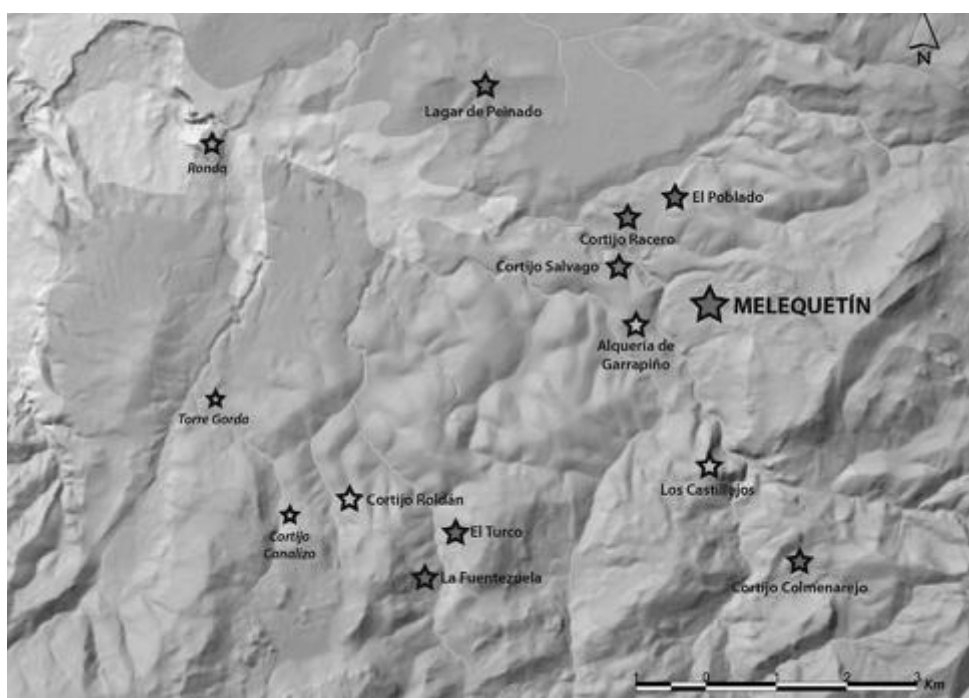 N
Lagar de Peinado
Ronda
El Poblado
Cortijo Racero
Cortijo Salvago
MELEQUETÍN
Alquería de
Garrapiño
Torre Gorda
Los Castillejos
Cortijo Roldán
Cortijo
Canalizo
El Turco
La Fuentezuela
Cortijo Colmenarejo
1 0 1 2 3
Km